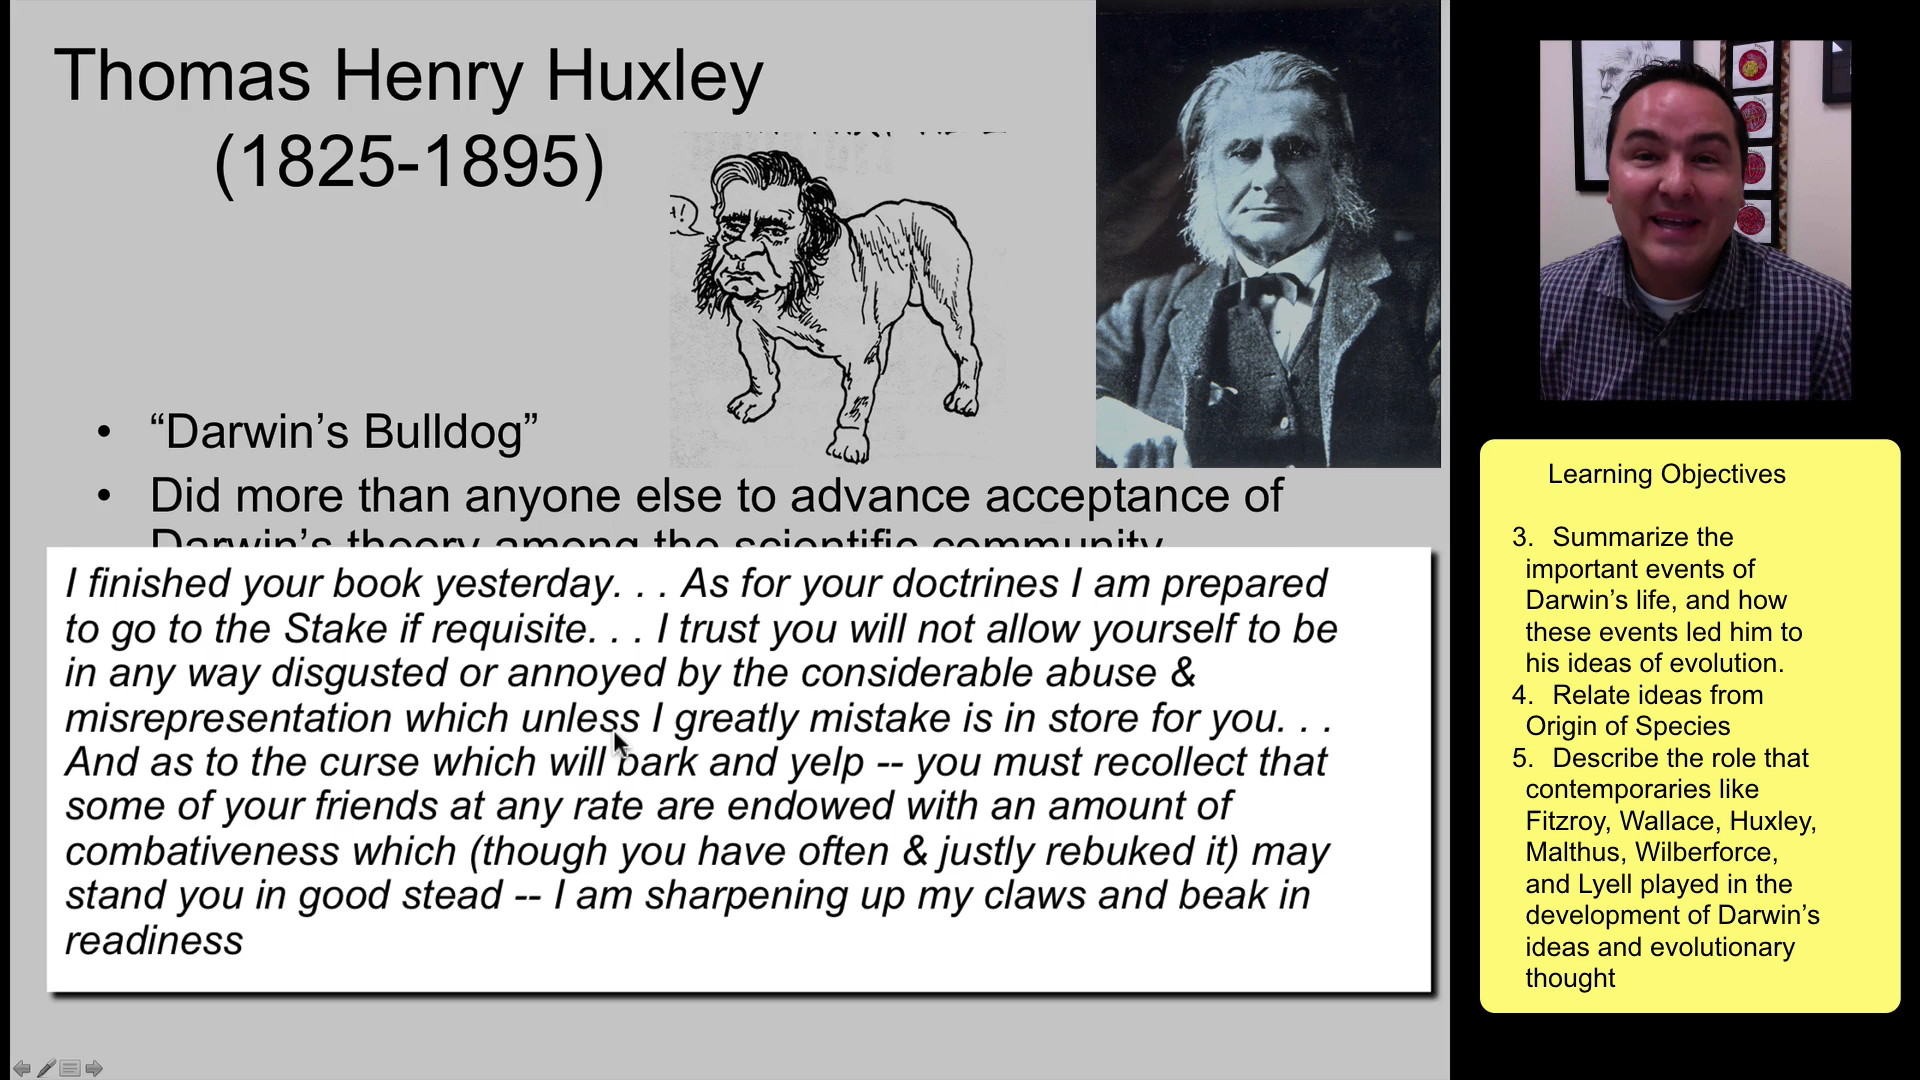 Thomas Henry Huxley
(1825-1895)
• “Darwin’s Bulldog”
• Did more than anyone else to advance acceptance of
Darwin’s theory among the scientific community
I finished your book yesterday. . . As for your doctrines I am prepared
to go to the Stake if requisite. . . I trust you will not allow yourself to be
in any way disgusted or annoyed by the considerable abuse &
misrepresentation which unless I greatly mistake is in store for you. . .
And as to the curse which will bark and yelp -- you must recollect that
some of your friends at any rate are endowed with an amount of
combativeness which (though you have often & justly rebuked it) may
stand you in good stead -- I am sharpening up my claws and beak in
readiness
Learning Objectives
3. Summarize the
important events of
Darwin’s life, and how
these events led him to
his ideas of evolution.
4. Relate ideas from
Origin of Species
5. Describe the role that
contemporaries like
Fitzroy, Wallace, Huxley,
Malthus, Wilberforce,
and Lyell played in the
development of Darwin’s
ideas and evolutionary
thought